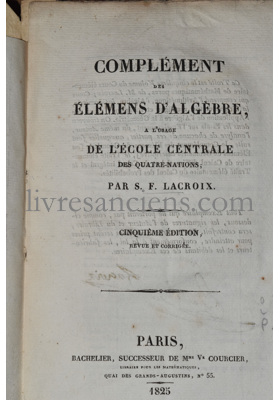 COMPLÉMENT
DES
ÉLÉMENS D'ALGÈBRE,
A L'USAGE
DE L'ÉCOLE CENTRALE
DES QUATRE-NATIONS;
PAR S. F. LACROIX.
livresanciens.com
CINQUIÈME ÉDITION,
REVUE ET CORRIGÉE.
PARIS,
BACHELIER, SUCCESSEUR DE Mme Ve COURCIER,
LIBRAIRE POUR LES MATHÉMATIQUES,
QUAI DES GRANDS-AUGUSTINS, N° 55.
1825